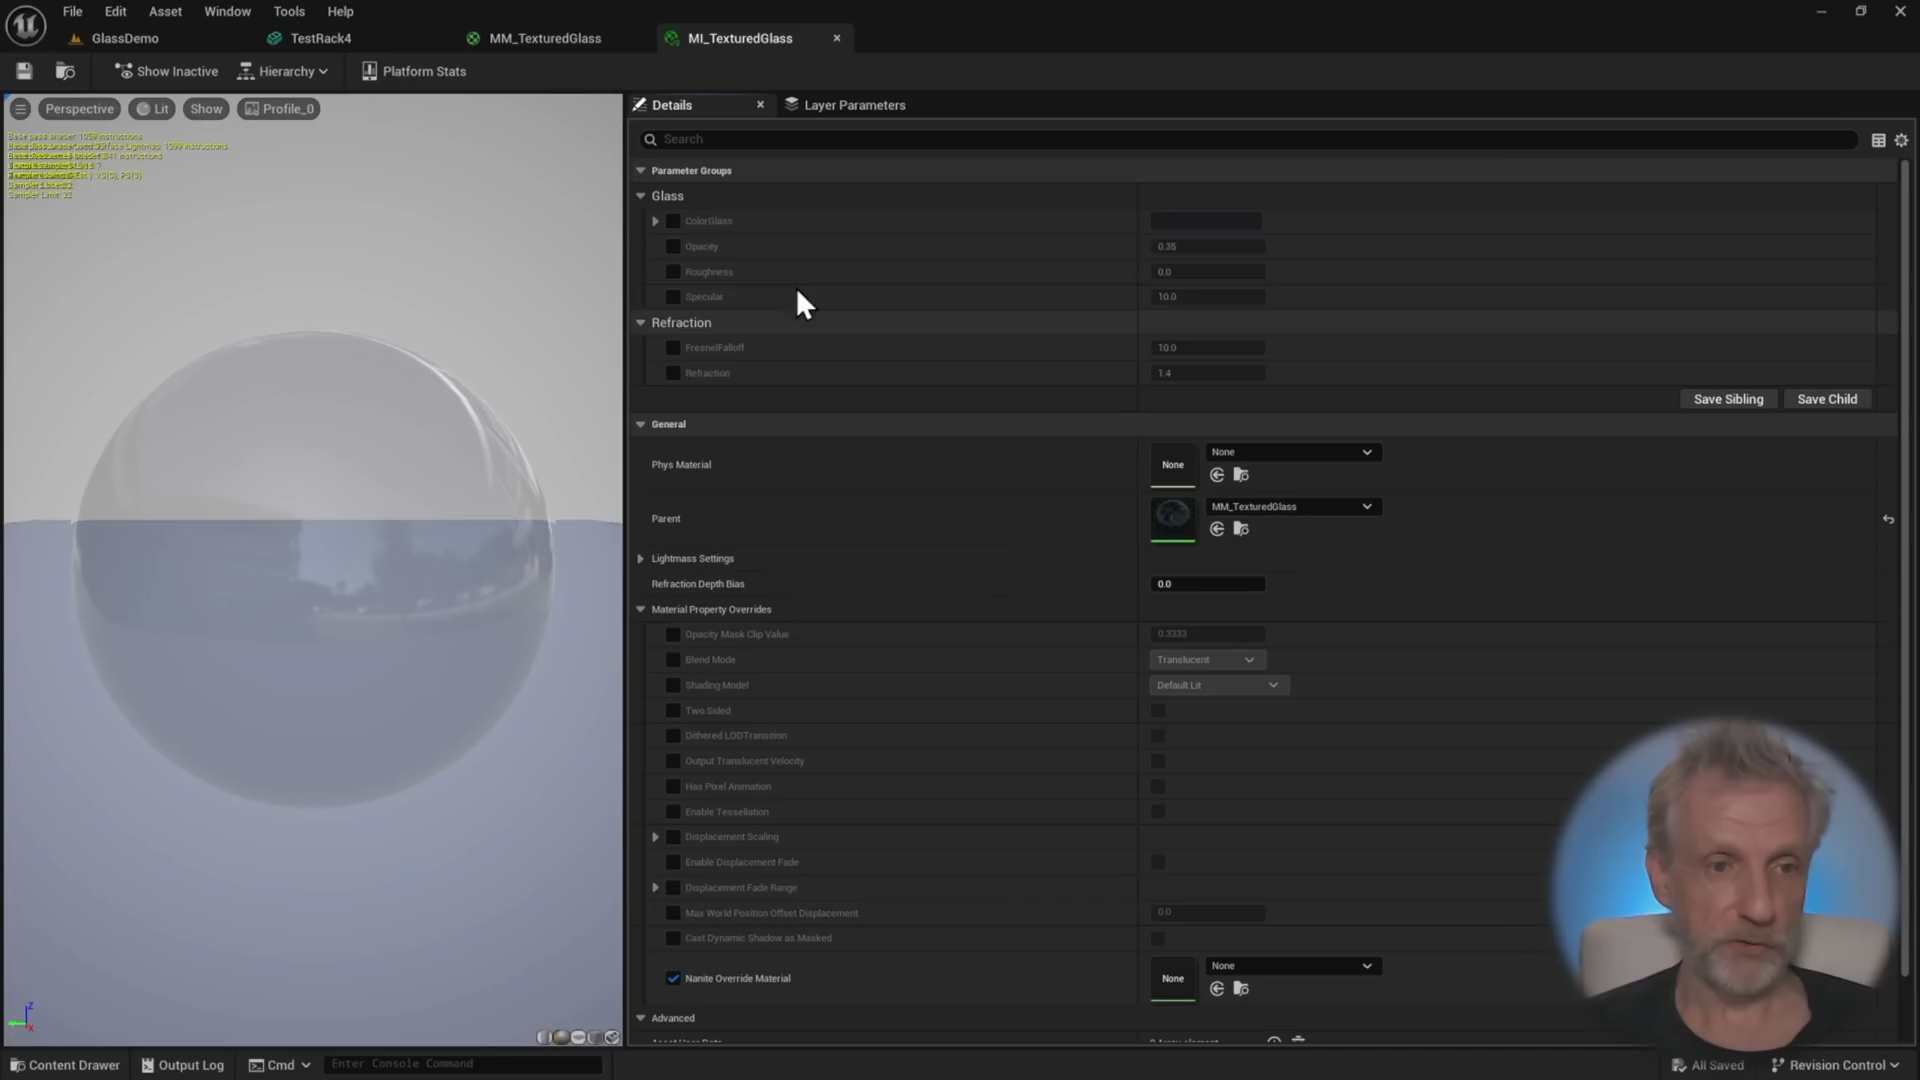 File Edit Asset Window Tools Help
GlassDemo TestRack4 MM_TexturedGlass MI_TexturedGlass
Show Inactive Hierarchy Platform Stats
Perspective Lit Show Profile_0
Details Layer Parameters
Search
Parameter Groups
Glass
ColorGlass
Opacity 0.35
Roughness 0.0
Specular 10.0
Refraction
FresnelFalloff 10.0
Refraction 1.4
Save Sibling Save Child
General
Phys Material None None
Parent MM_TexturedGlass
Lightmass Settings
Refraction Depth Bias 0.0
Material Property Overrides
Opacity Mask Clip Value 0.3333
Blend Mode Translucent
Shading Model Default Lit
Two Sided
Dithered LODTransition
Output Translucent Velocity
Has Pixel Animation
Enable Tessellation
Displacement Scaling
Enable Displacement Fade
Displacement Fade Range
Max World Position Offset Displacement 0.0
Cast Dynamic Shadow as Masked
Nanite Override Material None None
Advanced
Content Drawer Output Log Cmd Enter Console Command All Saved Revision Control